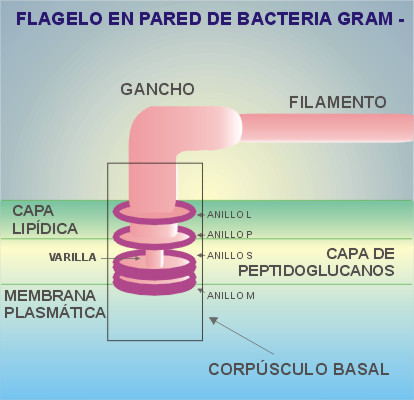 FLAGELO EN PARED DE BACTERIA GRAM -
GANCHO
FILAMENTO
CAPA
LIPÍDICA
ANILLO L
ANILLO P
VARILLA
ANILLO S
CAPA DE
PEPTIDOGLUCANOS
MEMBRANA
PLASMÁTICA
ANILLO M
CORPÚSCULO BASAL